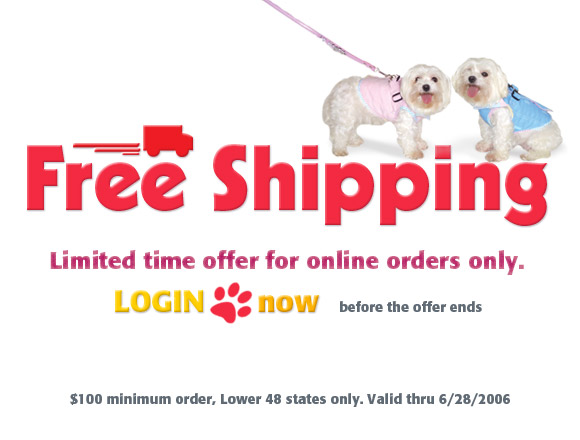 Free Shipping
Limited time offer for online orders only.
LOGIN now before the offer ends
$100 minimum order, Lower 48 states only. Valid thru 6/28/2006